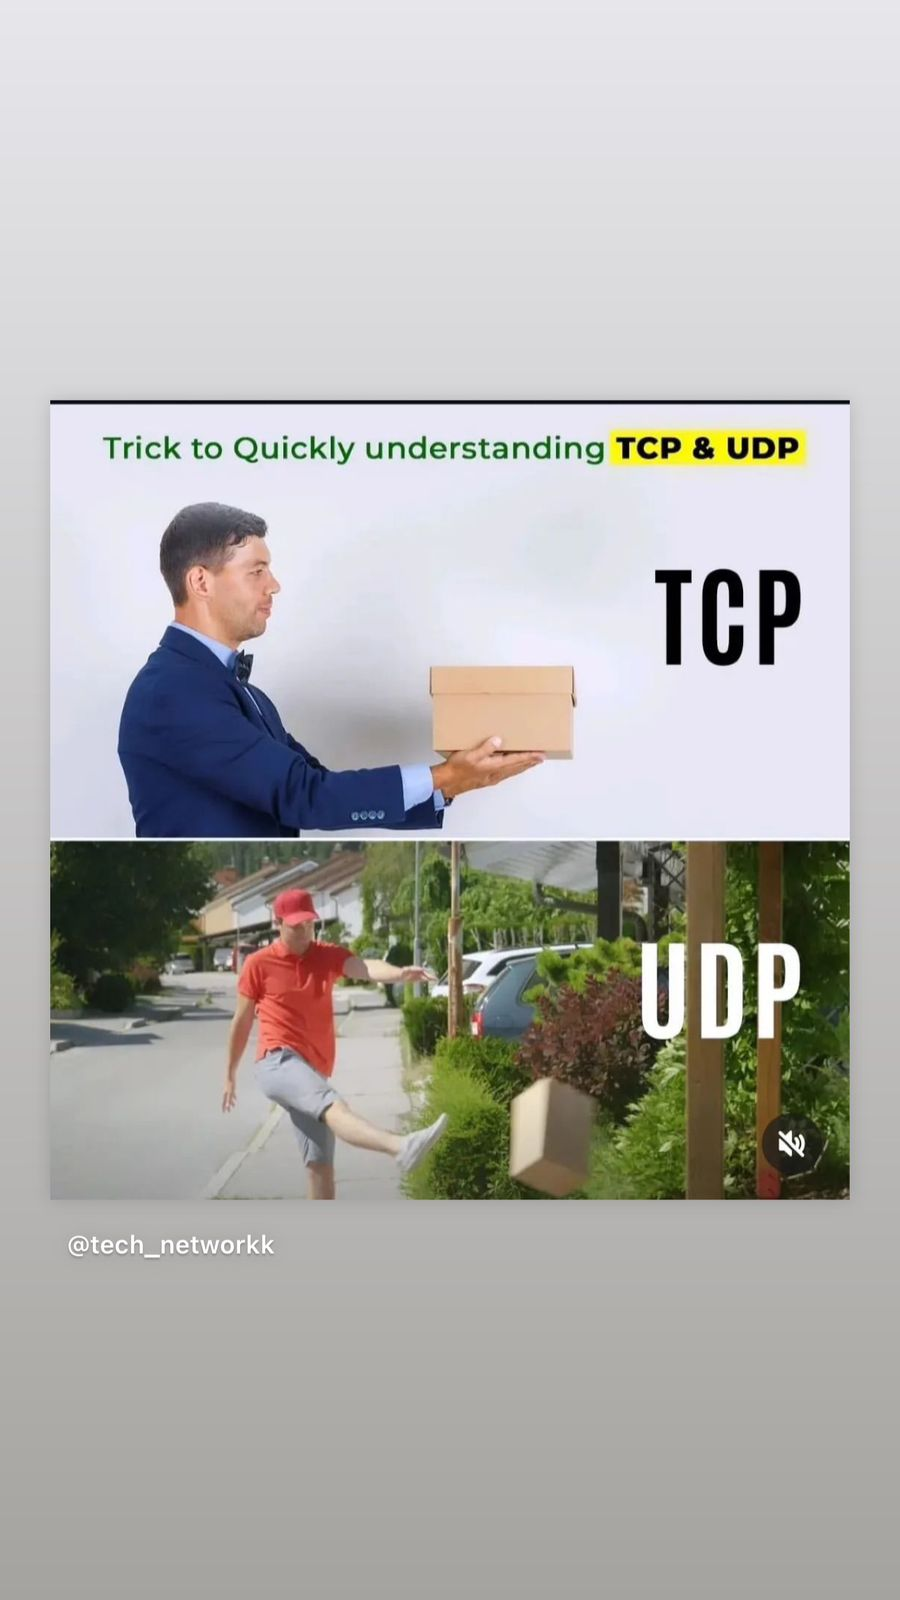 Trick to Quickly understanding TCP & UDP
TCP
UDP
@tech_networkk